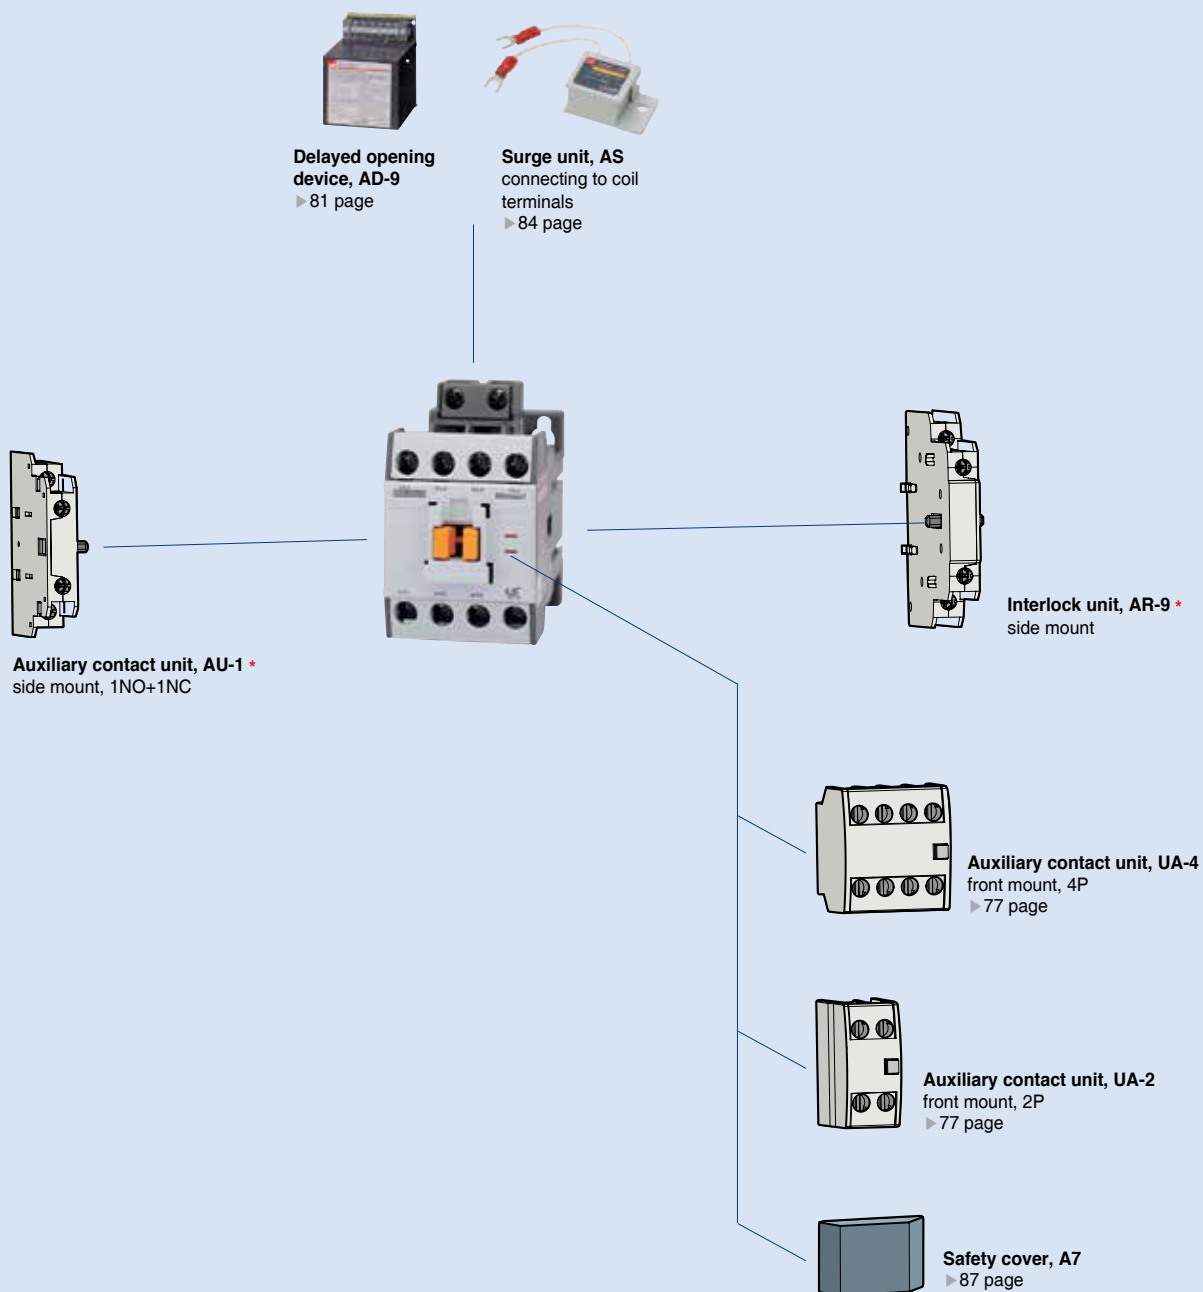 Delayed opening
device, AD-9
▶81 page
Surge unit, AS
connecting to coil
terminals
▶84 page
Interlock unit, AR-9 *
side mount
Auxiliary contact unit, AU-1 *
side mount, 1NO+1NC
Auxiliary contact unit, UA-4
front mount, 4P
▶77 page
Auxiliary contact unit, UA-2
front mount, 2P
▶77 page
Safety cover, A7
▶87 page